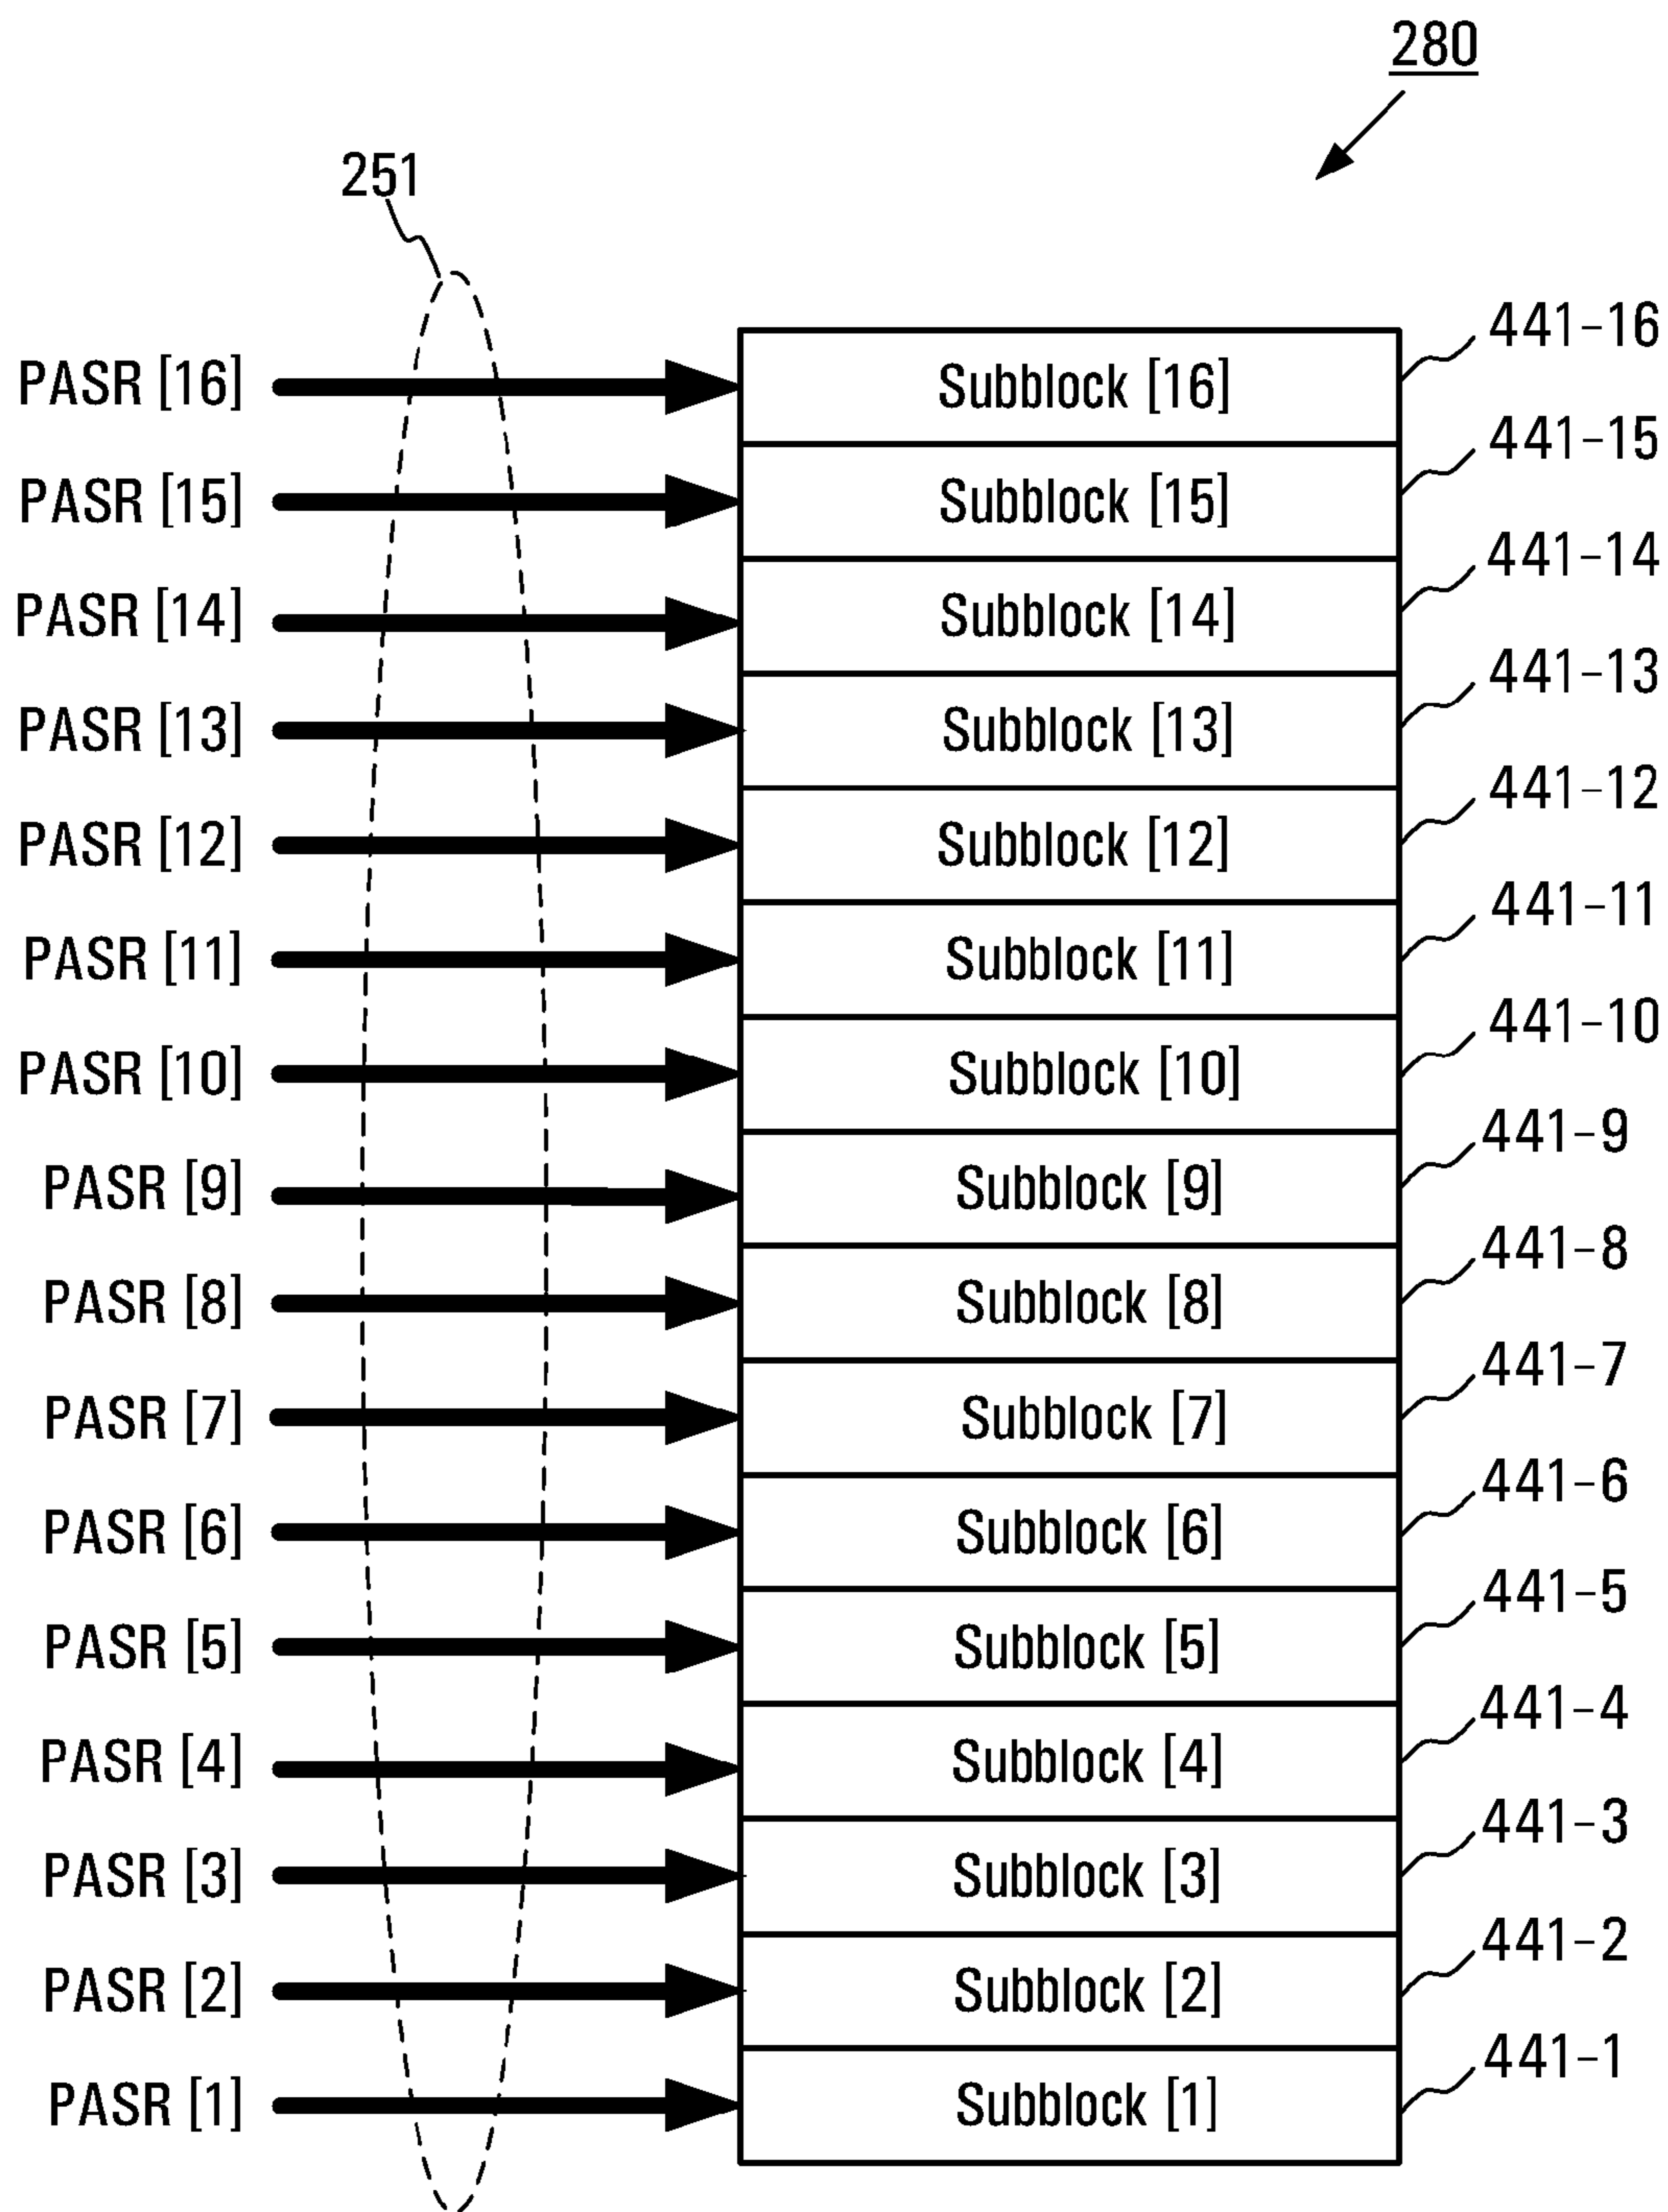 280
251
PASR [16] Subblock [16] 441-16
PASR [15] Subblock [15] 441-15
PASR [14] Subblock [14] 441-14
PASR [13] Subblock [13] 441-13
PASR [12] Subblock [12] 441-12
PASR [11] Subblock [11] 441-11
PASR [10] Subblock [10] 441-10
PASR [9] Subblock [9] 441-9
PASR [8] Subblock [8] 441-8
PASR [7] Subblock [7] 441-7
PASR [6] Subblock [6] 441-6
PASR [5] Subblock [5] 441-5
PASR [4] Subblock [4] 441-4
PASR [3] Subblock [3] 441-3
PASR [2] Subblock [2] 441-2
PASR [1] Subblock [1] 441-1